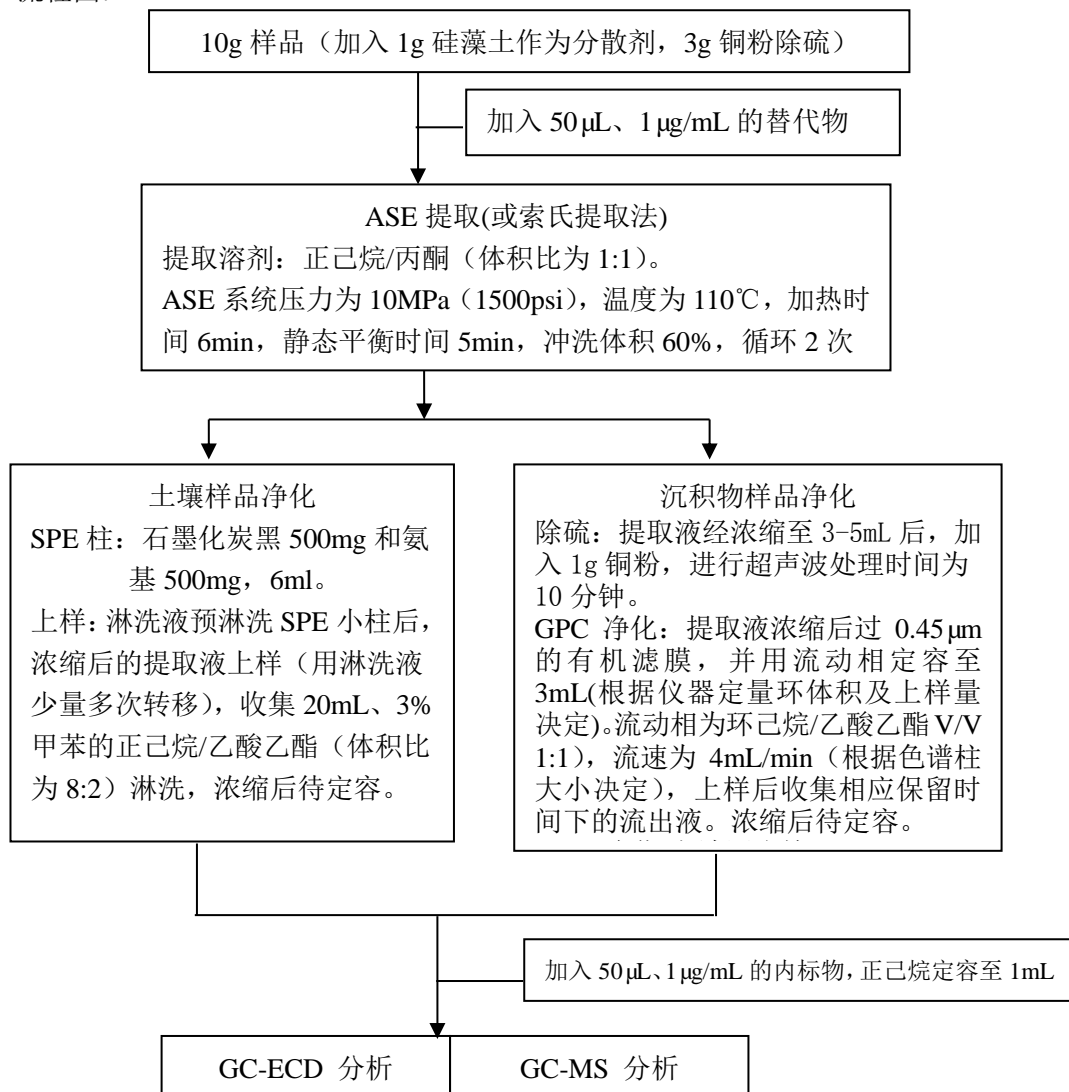 10g 样品（加入 1g 硅藻土作为分散剂，3g 铜粉除硫）
加入 50μL、1μg/mL 的替代物
ASE 提取(或索氏提取法)
提取溶剂：正己烷/丙酮（体积比为 1:1）。
ASE 系统压力为 10MPa（1500psi），温度为 110℃，加热时
间 6min，静态平衡时间 5min，冲洗体积 60%，循环 2 次
土壤样品净化
SPE 柱：石墨化炭黑 500mg 和氨
基 500mg，6ml。
上样：淋洗液预淋洗 SPE 小柱后，
浓缩后的提取液上样（用淋洗液
少量多次转移），收集 20mL、3%
甲苯的正己烷/乙酸乙酯（体积比
为 8:2）淋洗，浓缩后待定容。
沉积物样品净化
除硫：提取液经浓缩至 3-5mL 后，加
入 1g 铜粉，进行超声波处理时间为
10 分钟。
GPC 净化：提取液浓缩后过 0.45μm
的有机滤膜，并用流动相定容至
3mL(根据仪器定量环体积及上样量
决定)。流动相为环己烷/乙酸乙酯 V/V
1:1），流速为 4mL/min（根据色谱柱
大小决定），上样后收集相应保留时
间下的流出液。浓缩后待定容。
加入 50μL、1μg/mL 的内标物，正己烷定容至 1mL
GC-ECD 分析
GC-MS 分析